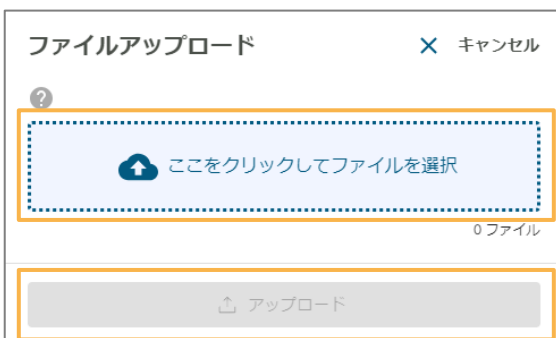 ファイルアップロード
キャンセル
?
ここをクリックしてファイルを選択
0 ファイル
アップロード